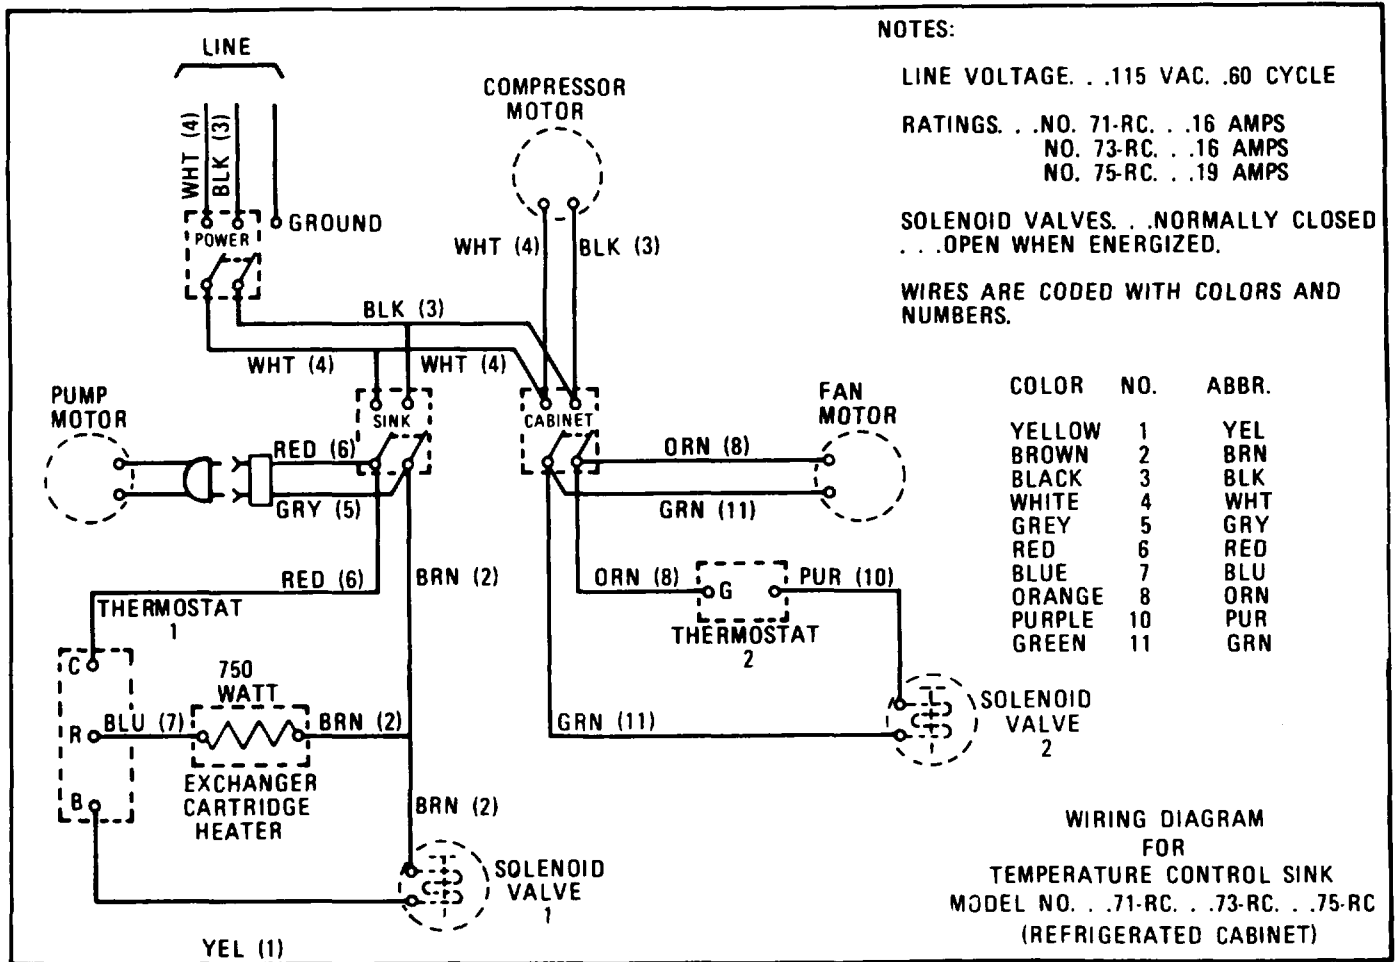 LINE
WHT (4)
BLK (3)
GROUND
POWER
COMPRESSOR
MOTOR
WHT (4)
BLK (3)
BLK (3)
WHT (4)
WHT (4)
PUMP
MOTOR
SINK
CABINET
FAN
MOTOR
RED (6)
GRY (5)
ORN (8)
GRN (11)
RED (6)
BRN (2)
ORN (8)
G
PUR (10)
THERMOSTAT
1
THERMOSTAT
2
C
R
B
750
WATT
BLU (7)
BRN (2)
EXCHANGER
CARTRIDGE
HEATER
BRN (2)
GRN (11)
SOLENOID
VALVE
1
SOLENOID
VALVE
2
YEL (1)
NOTES:
LINE VOLTAGE. . .115 VAC. .60 CYCLE
RATINGS. . .NO. 71-RC. . .16 AMPS
NO. 73-RC. . .16 AMPS
NO. 75-RC. . .19 AMPS
SOLENOID VALVES. . .NORMALLY CLOSED
. . .OPEN WHEN ENERGIZED.
WIRES ARE CODED WITH COLORS AND
NUMBERS.
COLOR NO. ABBR.
YELLOW 1 YEL
BROWN 2 BRN
BLACK 3 BLK
WHITE 4 WHT
GREY 5 GRY
RED 6 RED
BLUE 7 BLU
ORANGE 8 ORN
PURPLE 10 PUR
GREEN 11 GRN
WIRING DIAGRAM
FOR
TEMPERATURE CONTROL SINK
MODEL NO. . .71-RC. . .73-RC. . .75-RC
(REFRIGERATED CABINET)